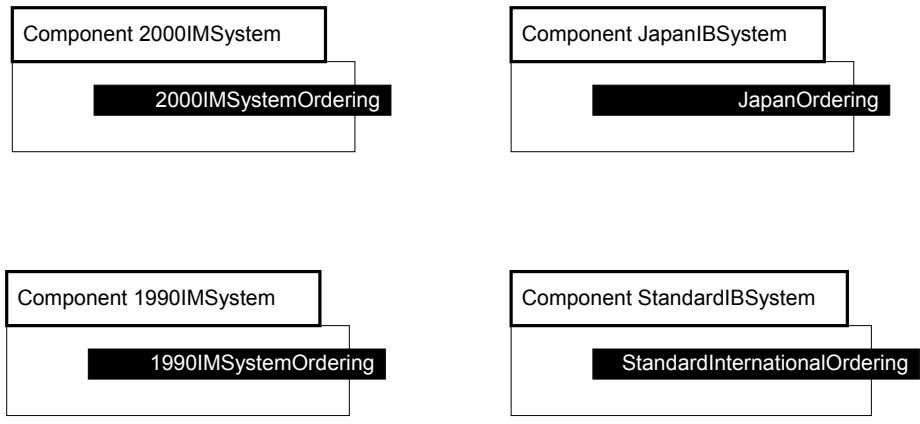 Component 2000IMSystem
2000IMSystemOrdering
Component JapanIBSystem
JapanOrdering
Component 1990IMSystem
1990IMSystemOrdering
Component StandardIBSystem
StandardInternationalOrdering